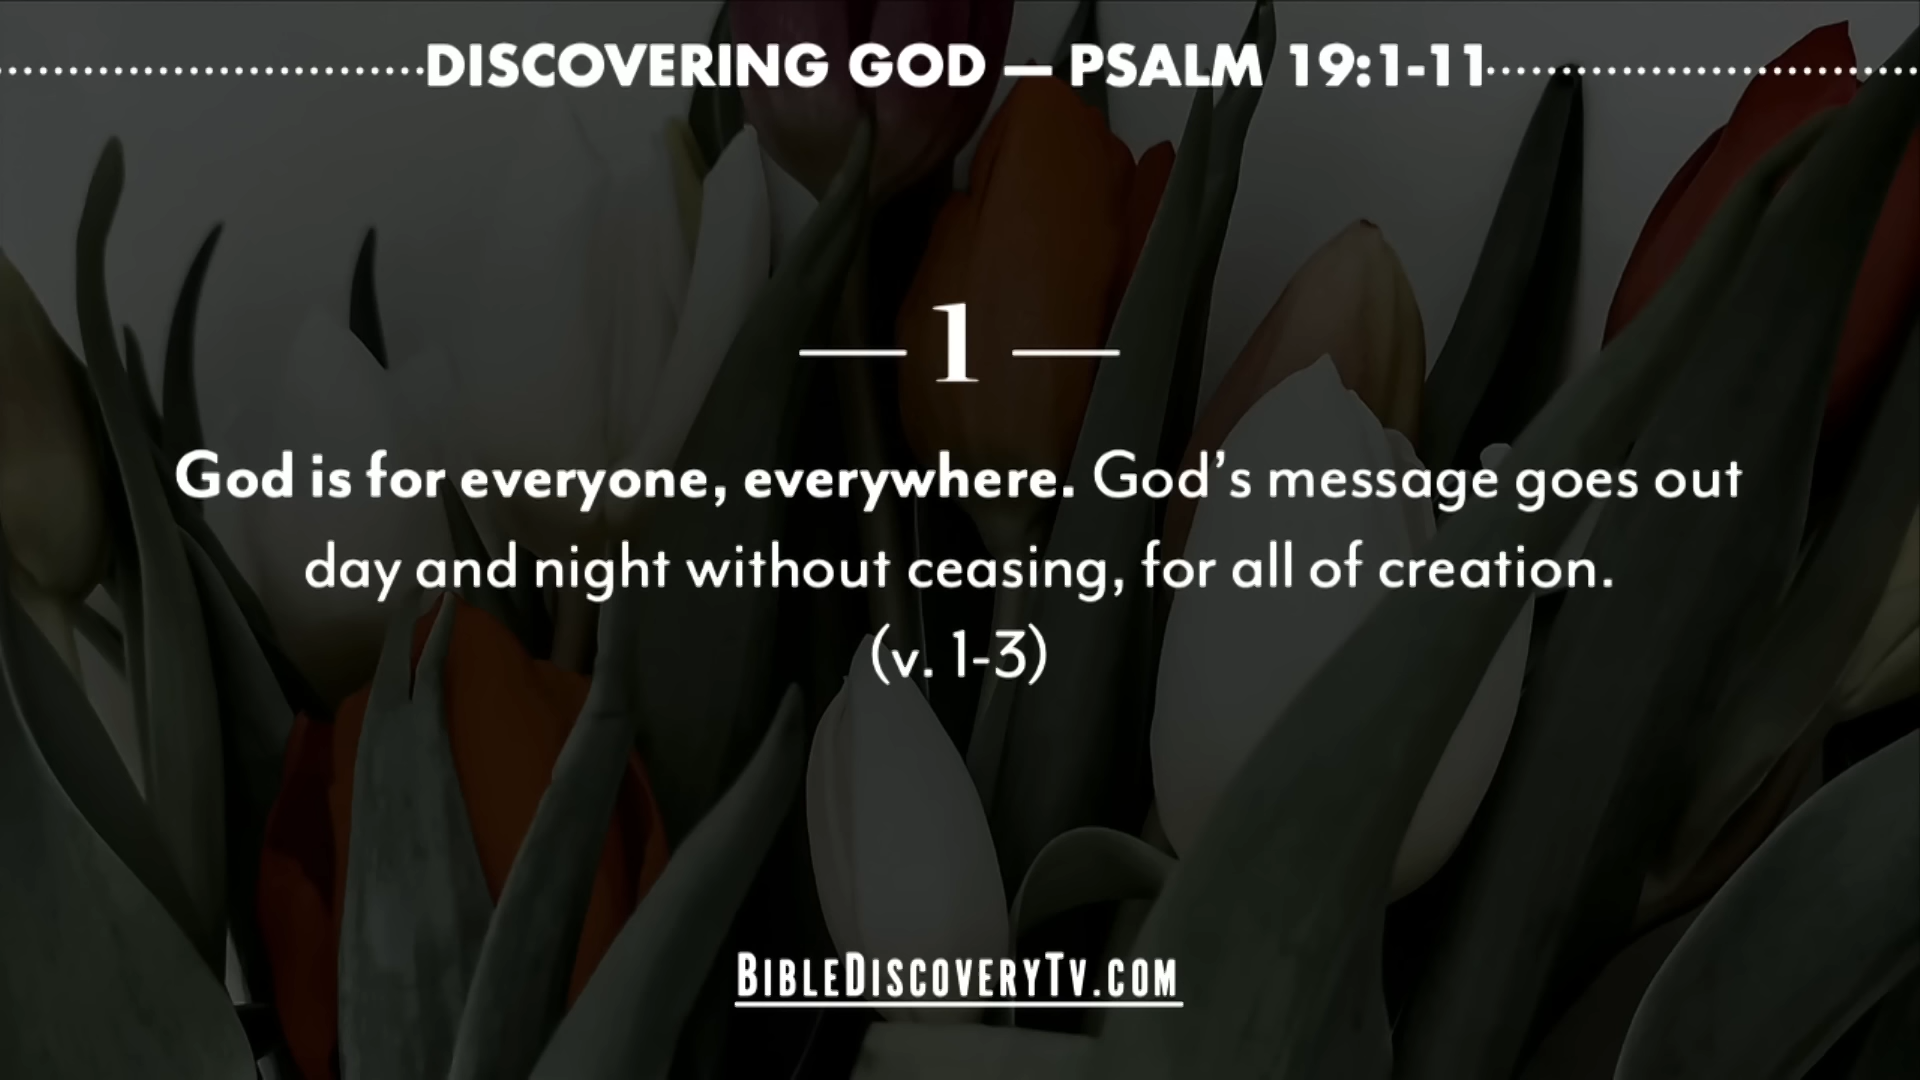 DISCOVERING GOD — PSALM 19:1-11
1
God is for everyone, everywhere. God's message goes out
day and night without ceasing, for all of creation.
(v. 1-3)
BIBLEDISCOVERYTV.COM